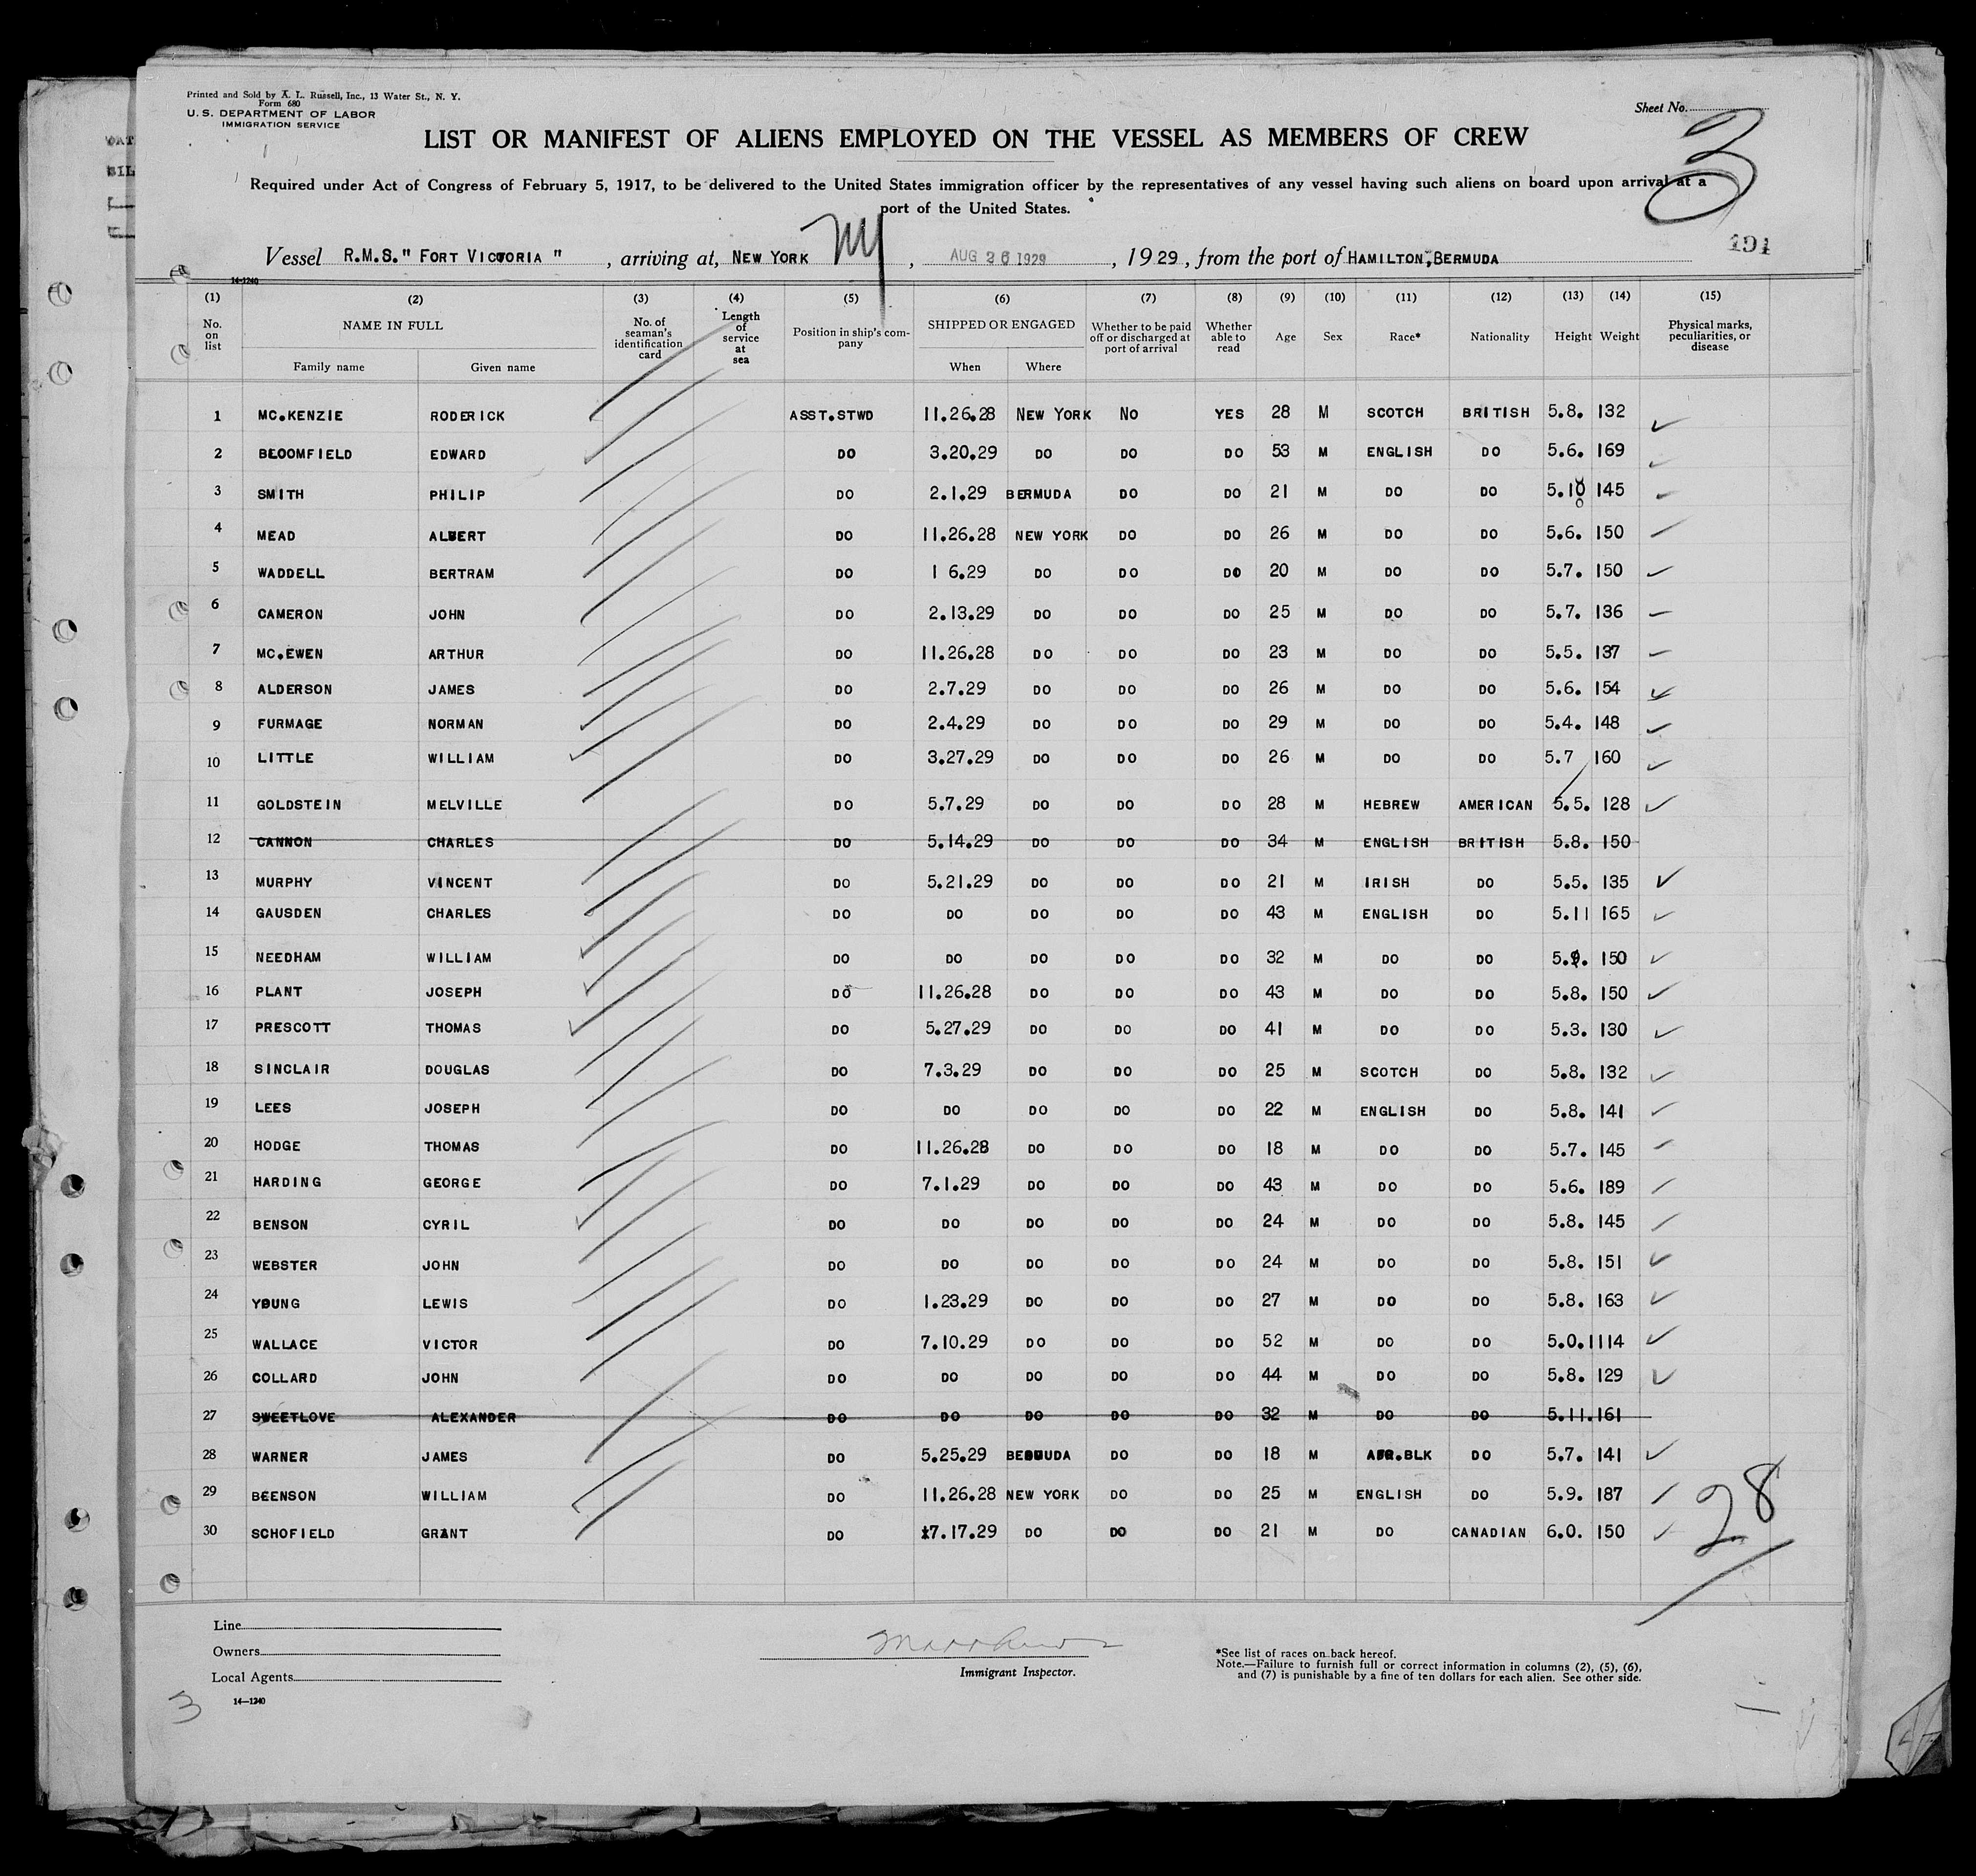 Printed and Sold by A. L. Russell, Inc., 13 Water St., N. Y.
Form 680
U. S. DEPARTMENT OF LABOR
IMMIGRATION SERVICE
Sheet No.
3
LIST OR MANIFEST OF ALIENS EMPLOYED ON THE VESSEL AS MEMBERS OF CREW
Required under Act of Congress of February 5, 1917, to be delivered to the United States immigration officer by the representatives of any vessel having such aliens on board upon arrival at a
port of the United States.
191
Vessel R.M.S." FORT VICTORIA " , arriving at, NEW YORK NY , AUG 26 1929 , 1929 , from the port of HAMILTON,BERMUDA
14-1240
(1) (2) (3) (4) (5) (6) (7) (8) (9) (10) (11) (12) (13) (14) (15)
No. on list NAME IN FULL Family name Given name No. of seaman's identification card Length of service at sea Position in ship's company SHIPPED OR ENGAGED When Where Whether to be paid off or discharged at port of arrival Whether able to read Age Sex Race* Nationality Height Weight Physical marks, peculiarities, or disease
1 MC.KENZIE RODERICK ASST.STWD 11.26.28 NEW YORK NO YES 28 M SCOTCH BRITISH 5.8. 132
2 BLOOMFIELD EDWARD DO 3.20.29 DO DO DO 53 M ENGLISH DO 5.6. 169
3 SMITH PHILIP DO 2.1.29 BERMUDA DO DO 21 M DO DO 5.10 145
4 MEAD ALBERT DO 11.26.28 NEW YORK DO DO 26 M DO DO 5.6. 150
5 WADDELL BERTRAM DO 1 6.29 DO DO DO 20 M DO DO 5.7. 150
6 CAMERON JOHN DO 2.13.29 DO DO DO 25 M DO DO 5.7. 136
7 MC.EWEN ARTHUR DO 11.26.28 DO DO DO 23 M DO DO 5.5. 137
8 ALDERSON JAMES DO 2.7.29 DO DO DO 26 M DO DO 5.6. 154
9 FURMAGE NORMAN DO 2.4.29 DO DO DO 29 M DO DO 5.4. 148
10 LITTLE WILLIAM DO 3.27.29 DO DO DO 26 M DO DO 5.7 160
11 GOLDSTEIN MELVILLE DO 5.7.29 DO DO DO 28 M HEBREW AMERICAN 5.5. 128
12 CANNON CHARLES DO 5.14.29 DO DO DO 34 M ENGLISH BRITISH 5.8. 150
13 MURPHY VINCENT DO 5.21.29 DO DO DO 21 M IRISH DO 5.5. 135
14 GAUSDEN CHARLES DO DO DO DO DO 43 M ENGLISH DO 5.11 165
15 NEEDHAM WILLIAM DO DO DO DO DO 32 M DO DO 5.9. 150
16 PLANT JOSEPH DO 11.26.28 DO DO DO 43 M DO DO 5.8. 150
17 PRESCOTT THOMAS DO 5.27.29 DO DO DO 41 M DO DO 5.3. 130
18 SINCLAIR DOUGLAS DO 7.3.29 DO DO DO 25 M SCOTCH DO 5.8. 132
19 LEES JOSEPH DO DO DO DO DO 22 M ENGLISH DO 5.8. 141
20 HODGE THOMAS DO 11.26.28 DO DO DO 18 M DO DO 5.7. 145
21 HARDING GEORGE DO 7.1.29 DO DO DO 43 M DO DO 5.6. 189
22 BENSON CYRIL DO DO DO DO DO 24 M DO DO 5.8. 145
23 WEBSTER JOHN DO DO DO DO DO 24 M DO DO 5.8. 151
24 YOUNG LEWIS DO 1.23.29 DO DO DO 27 M DO DO 5.8. 163
25 WALLACE VICTOR DO 7.10.29 DO DO DO 52 M DO DO 5.0.1114
26 COLLARD JOHN DO DO DO DO DO 44 M DO DO 5.8. 129
27 SWEETLOVE ALEXANDER DO DO DO DO DO 32 M DO DO 5.11.161
28 WARNER JAMES DO 5.25.29 BERMUDA DO DO 18 M AFR.BLK DO 5.7. 141
29 BEENSON WILLIAM DO 11.26.28 NEW YORK DO DO 25 M ENGLISH DO 5.9. 187
30 SCHOFIELD GRANT DO 7.17.29 DO DO DO 21 M DO CANADIAN 6.0. 150
28
Line
Owners
Local Agents
14—1240
Matthews
Immigrant Inspector.
*See list of races on back hereof.
Note.—Failure to furnish full or correct information in columns (2), (5), (6),
and (7) is punishable by a fine of ten dollars for each alien. See other side.
3